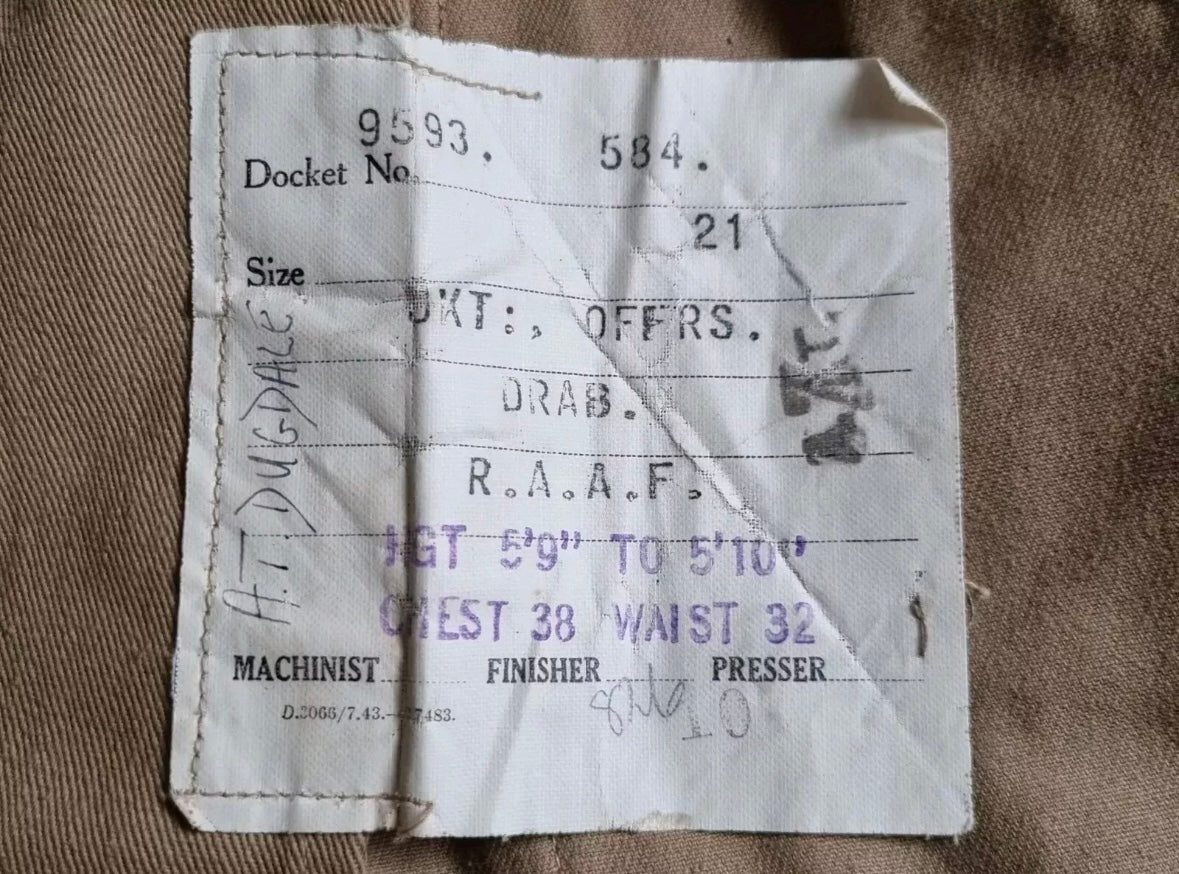 9593. 584.
Docket No.
21
Size
JKT:, OFFRS.
DRAB.
R.A.A.F.
HGT 5'9" TO 5'10"
CHEST 38 WAIST 32
MACHINIST FINISHER PRESSER
A.T. DUGDALE